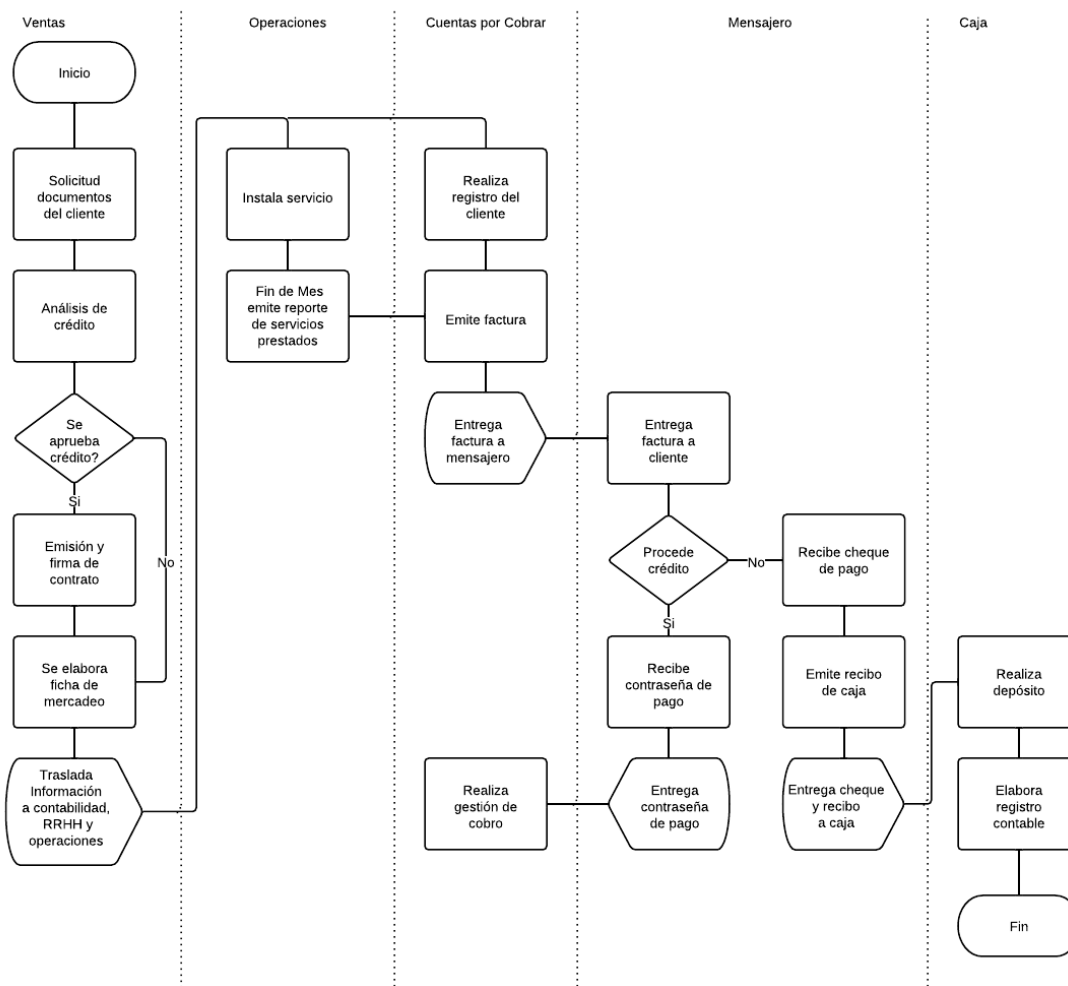 Ventas
Operaciones
Cuentas por Cobrar
Mensajero
Caja
Inicio
Solicitud
documentos
del cliente
Análisis de
crédito
Se
aprueba
crédito?
Si
No
Emisión y
firma de
contrato
Se elabora
ficha de
mercadeo
Traslada
Información
a contabilidad,
RRHH y
operaciones
Instala servicio
Fin de Mes
emite reporte
de servicios
prestados
Realiza
registro del
cliente
Emite factura
Entrega
factura a
mensajero
Entrega
factura a
cliente
Procede
crédito
No
Si
Recibe
contraseña de
pago
Entrega
contraseña
de pago
Realiza
gestión de
cobro
Recibe cheque
de pago
Emite recibo
de caja
Entrega cheque
y recibo
a caja
Realiza
depósito
Elabora
registro
contable
Fin